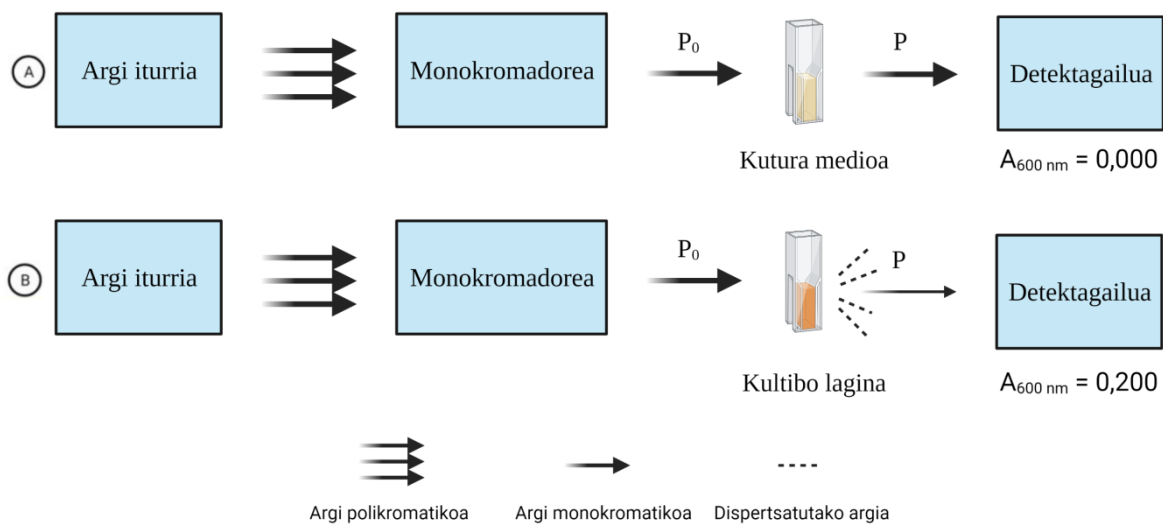 A
Argi iturria
Monokromadorea
P₀
P
Detektagailua
Kutura medioa
A₆₀₀ ₙₘ = 0,000
B
Argi iturria
Monokromadorea
P₀
P
Detektagailua
Kultibo lagina
A₆₀₀ ₙₘ = 0,200
Argi polikromatikoa
Argi monokromatikoa
Dispertsatutako argia